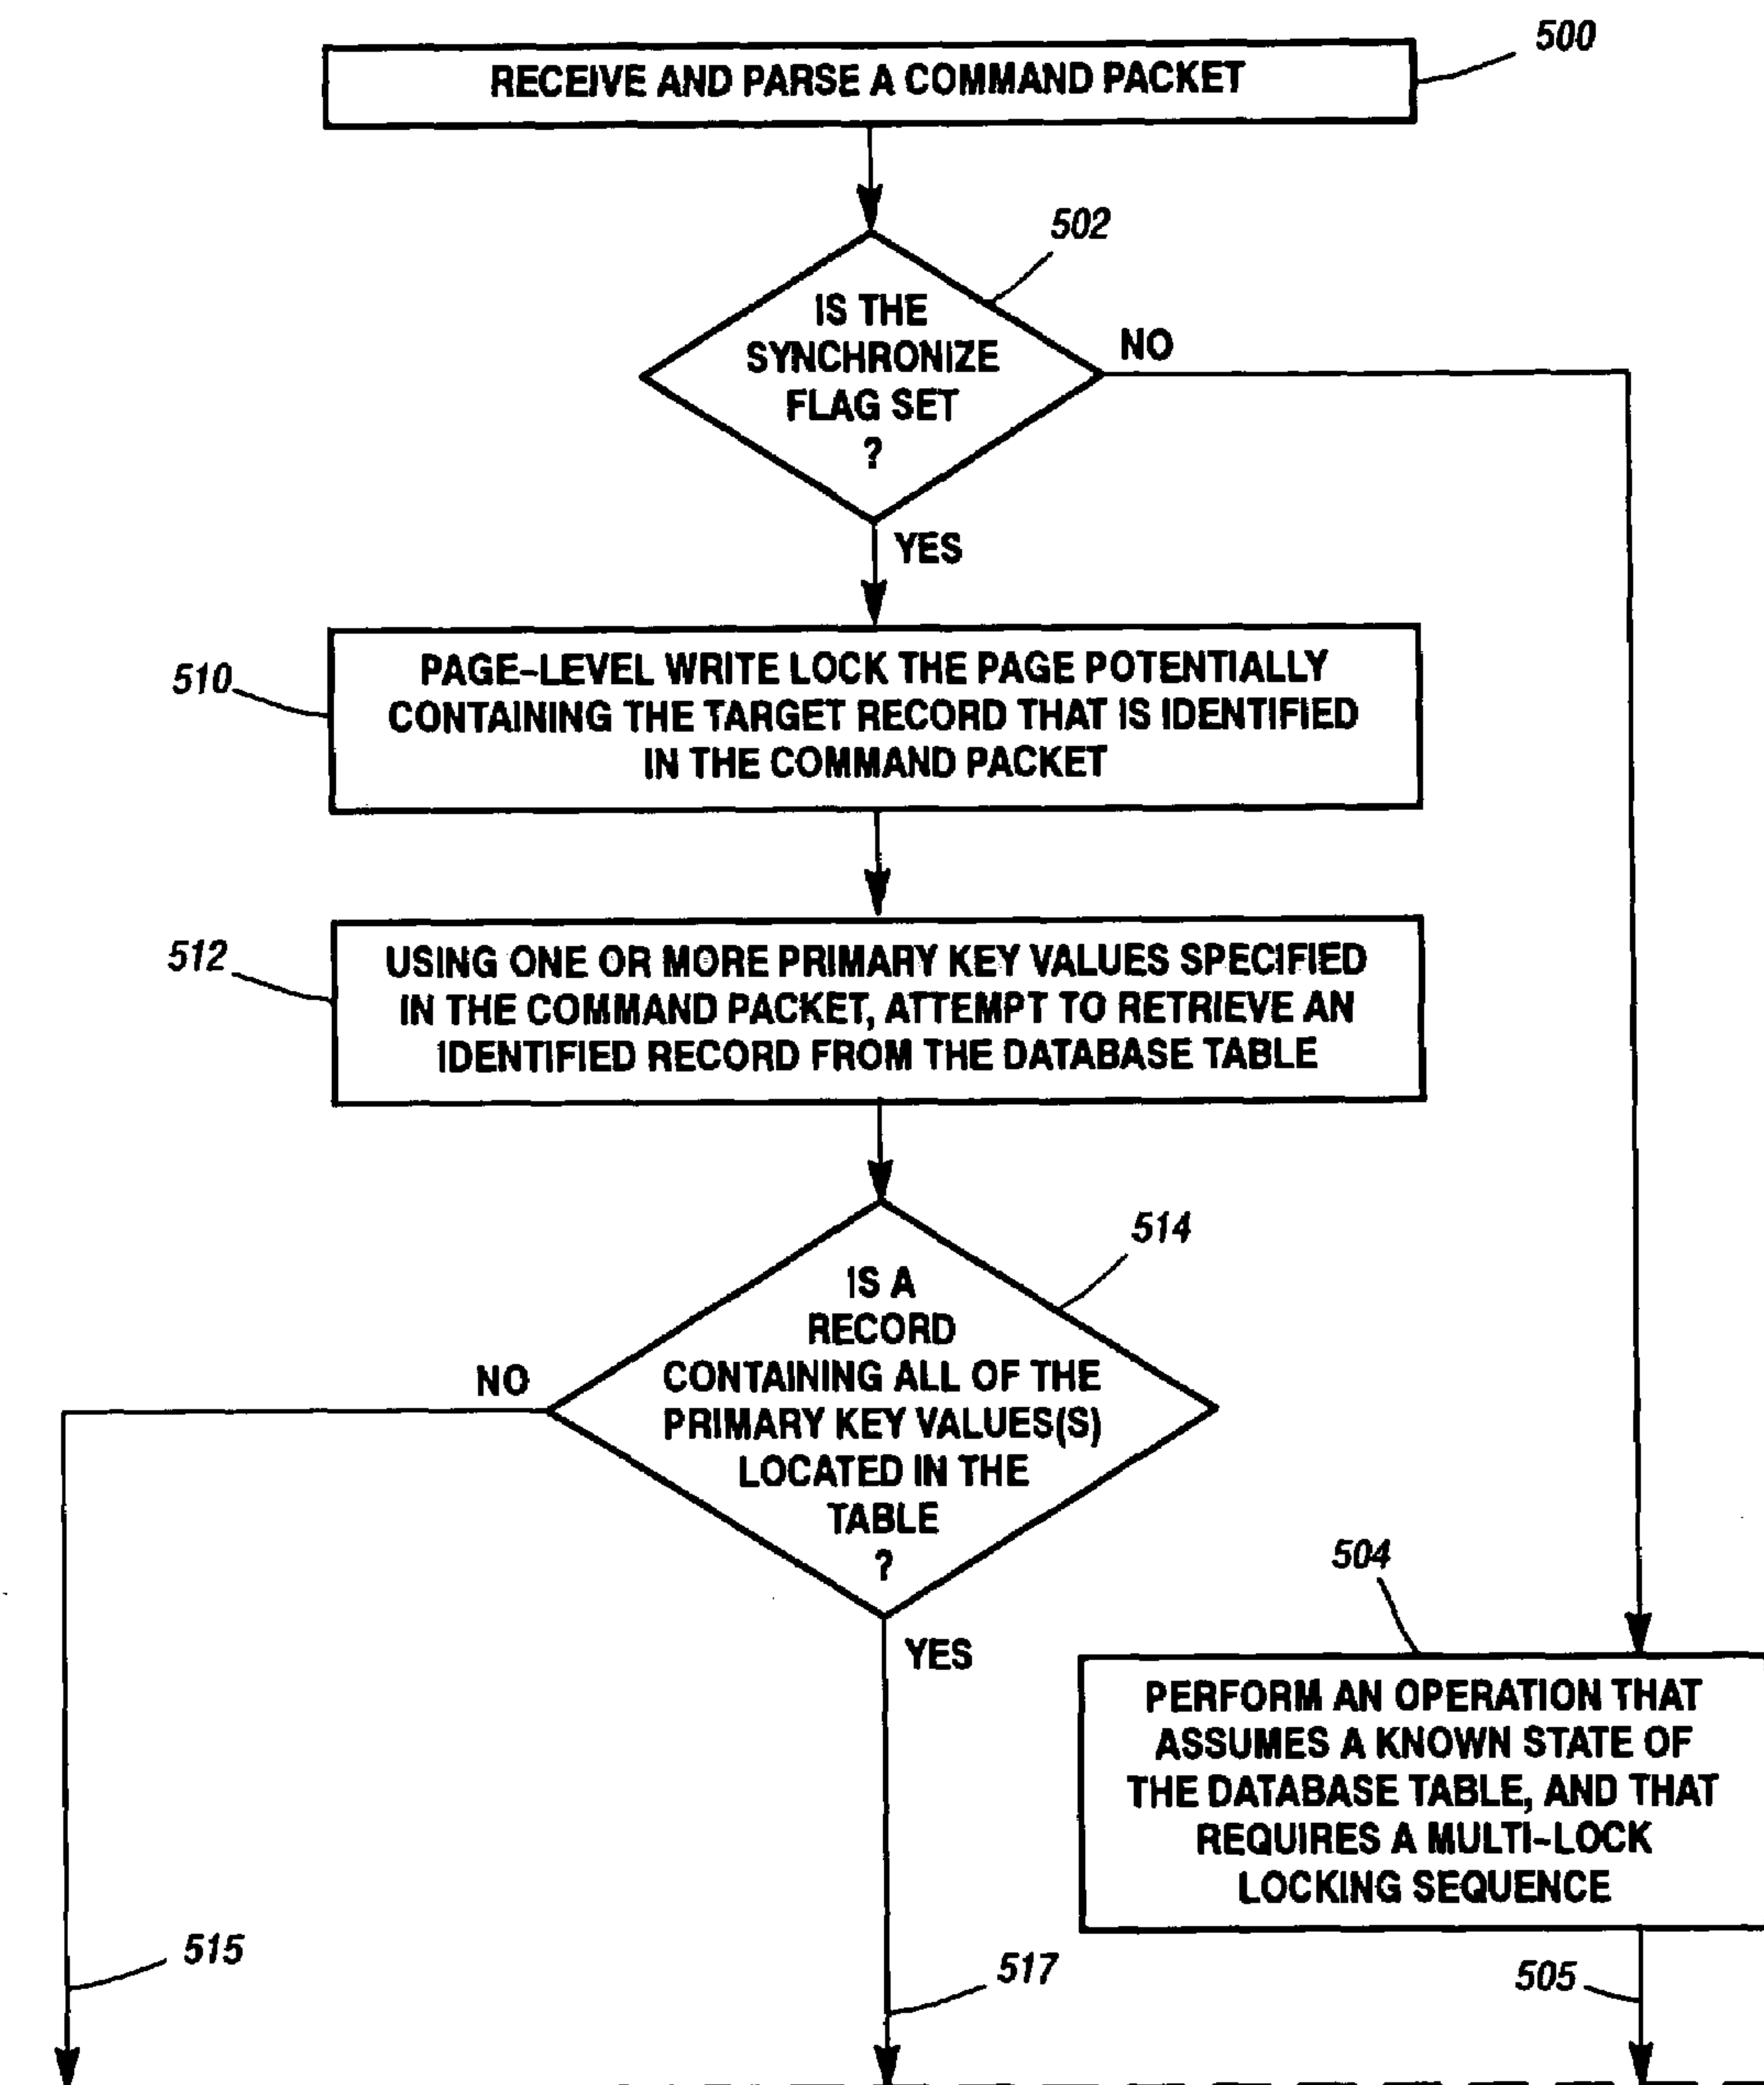 500
RECEIVE AND PARSE A COMMAND PACKET
502
IS THE
SYNCHRONIZE
FLAG SET
?
NO
YES
510
PAGE-LEVEL WRITE LOCK THE PAGE POTENTIALLY
CONTAINING THE TARGET RECORD THAT IS IDENTIFIED
IN THE COMMAND PACKET
512
USING ONE OR MORE PRIMARY KEY VALUES SPECIFIED
IN THE COMMAND PACKET, ATTEMPT TO RETRIEVE AN
IDENTIFIED RECORD FROM THE DATABASE TABLE
514
IS A
RECORD
CONTAINING ALL OF THE
PRIMARY KEY VALUES(S)
LOCATED IN THE
TABLE
?
NO
YES
504
PERFORM AN OPERATION THAT
ASSUMES A KNOWN STATE OF
THE DATABASE TABLE, AND THAT
REQUIRES A MULTI-LOCK
LOCKING SEQUENCE
515
517
505